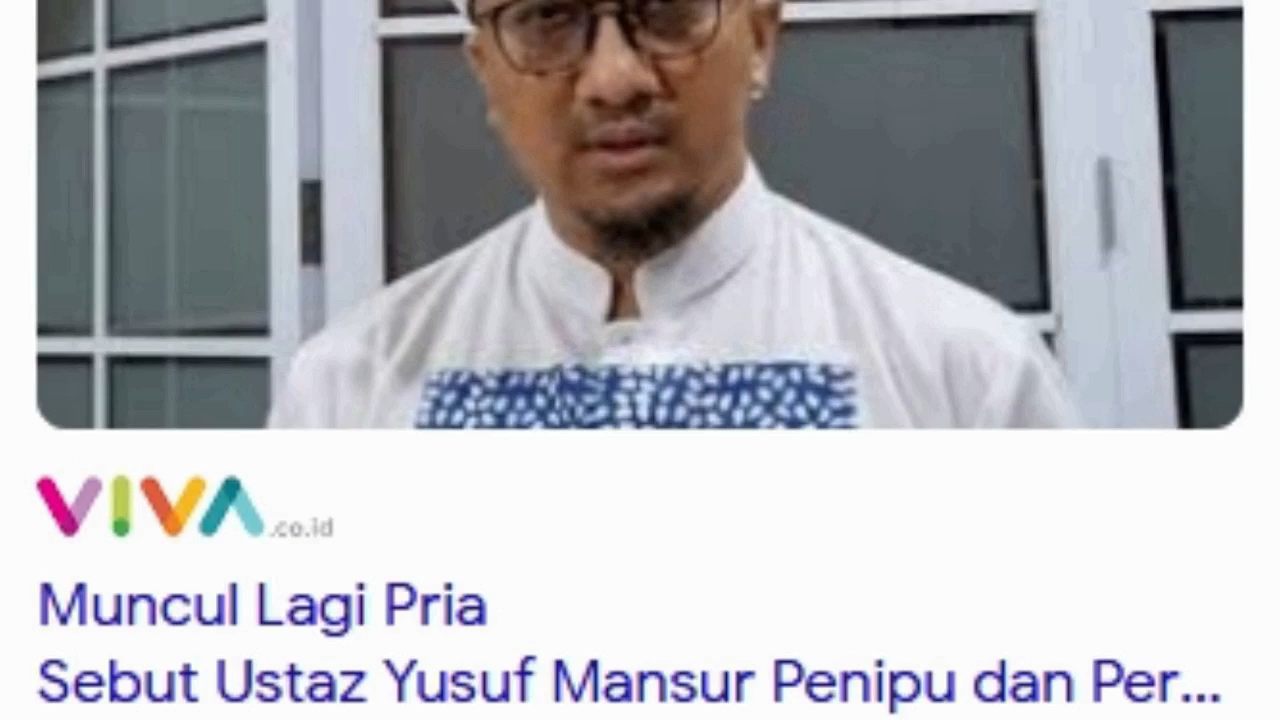 VIVA.co.id
Muncul Lagi Pria
Sebut Ustaz Yusuf Mansur Penipu dan Per...